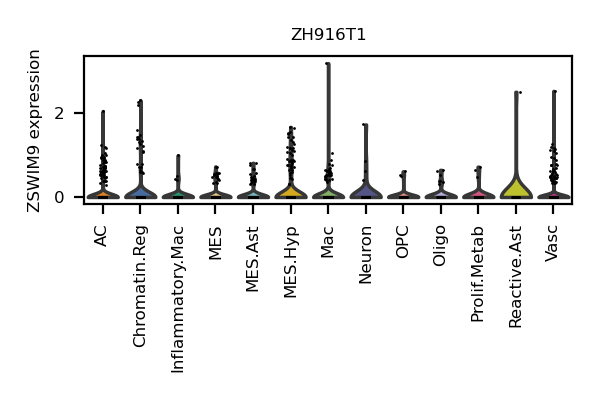 ZH916T1
ZSWIM9 expression
2
0
AC
Chromatin.Reg
Inflammatory.Mac
MES
MES.Ast
MES.Hyp
Mac
Neuron
OPC
Oligo
Prolif.Metab
Reactive.Ast
Vasc